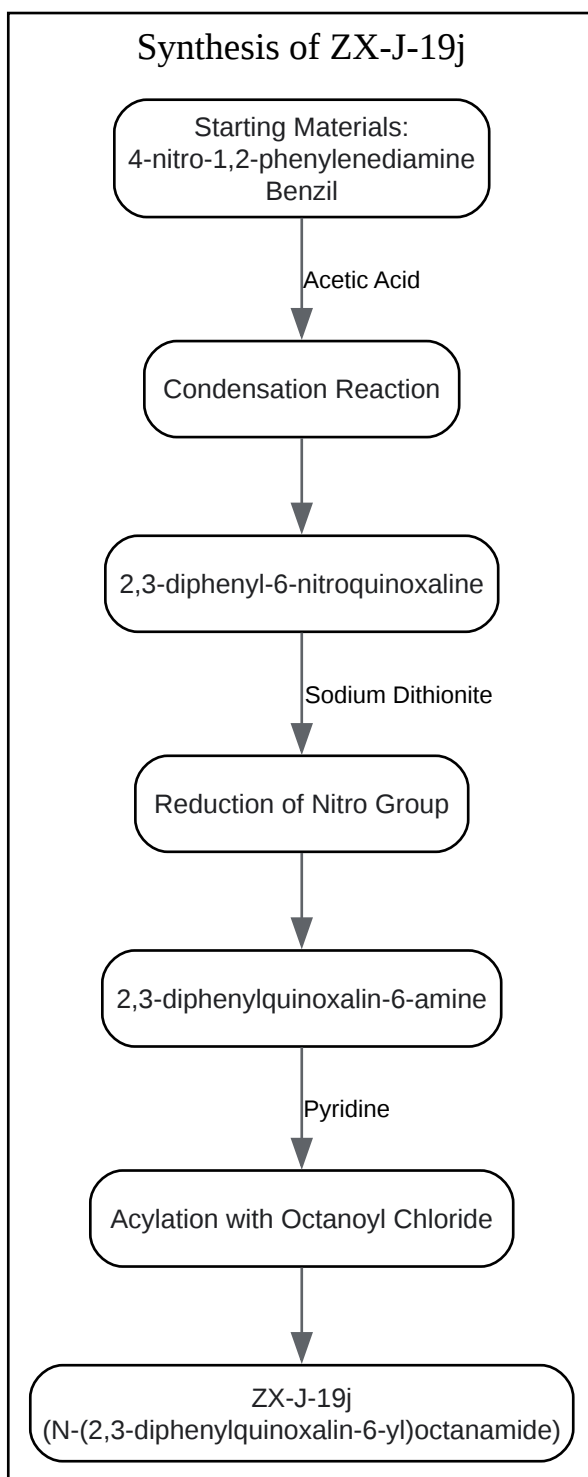 Synthesis of ZX-J-19j
Starting Materials:
4-nitro-1,2-phenylenediamine
Benzil
Acetic Acid
Condensation Reaction
2,3-diphenyl-6-nitroquinoxaline
Sodium Dithionite
Reduction of Nitro Group
2,3-diphenylquinoxalin-6-amine
Pyridine
Acylation with Octanoyl Chloride
ZX-J-19j
(N-(2,3-diphenylquinoxalin-6-yl)octanamide)